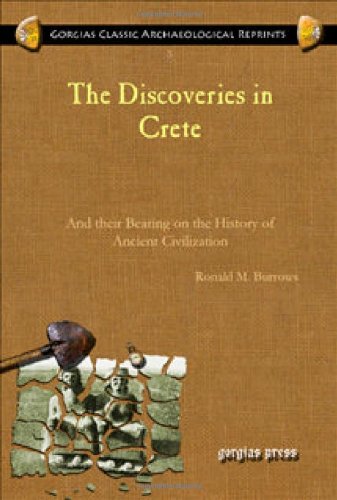 Gorgias Classic Archaeological Reprints
5
The Discoveries in
Crete
And their Bearing on the History of
Ancient Civilization
Ronald M. Burrows
gorgias press